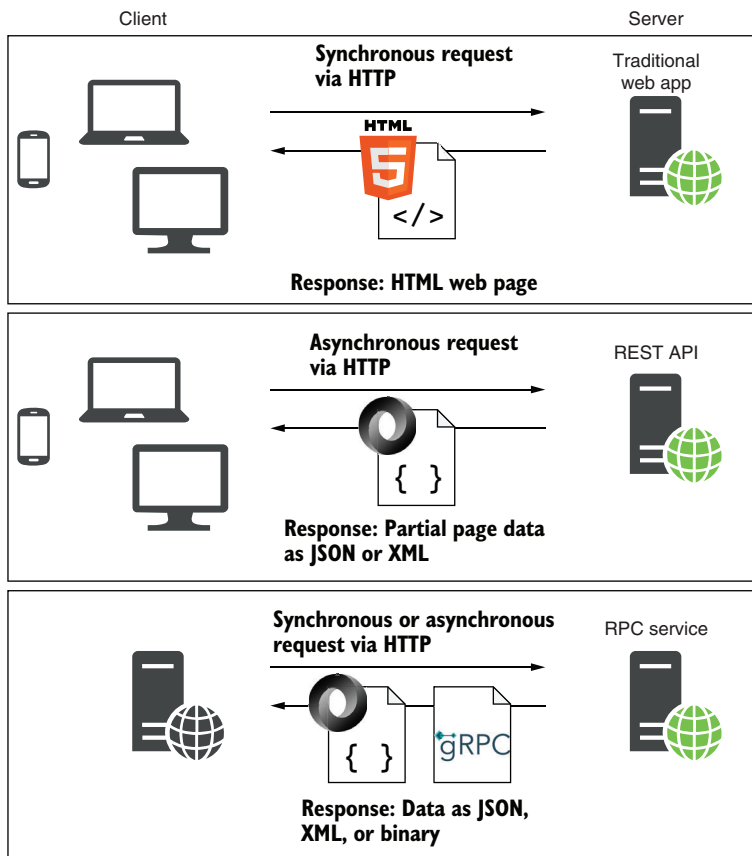 Client
Server
Synchronous request
via HTTP
Traditional
web app
HTML
5
</>
Response: HTML web page
Asynchronous request
via HTTP
REST API
{ }
Response: Partial page data
as JSON or XML
Synchronous or asynchronous
request via HTTP
RPC service
{ }
gRPC
Response: Data as JSON,
XML, or binary